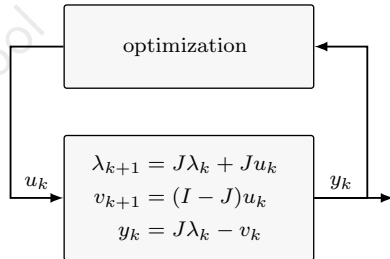 optimization
u_k
λ_{k+1} = Jλ_k + Ju_k
v_{k+1} = (I − J)u_k
y_k = Jλ_k − v_k
y_k